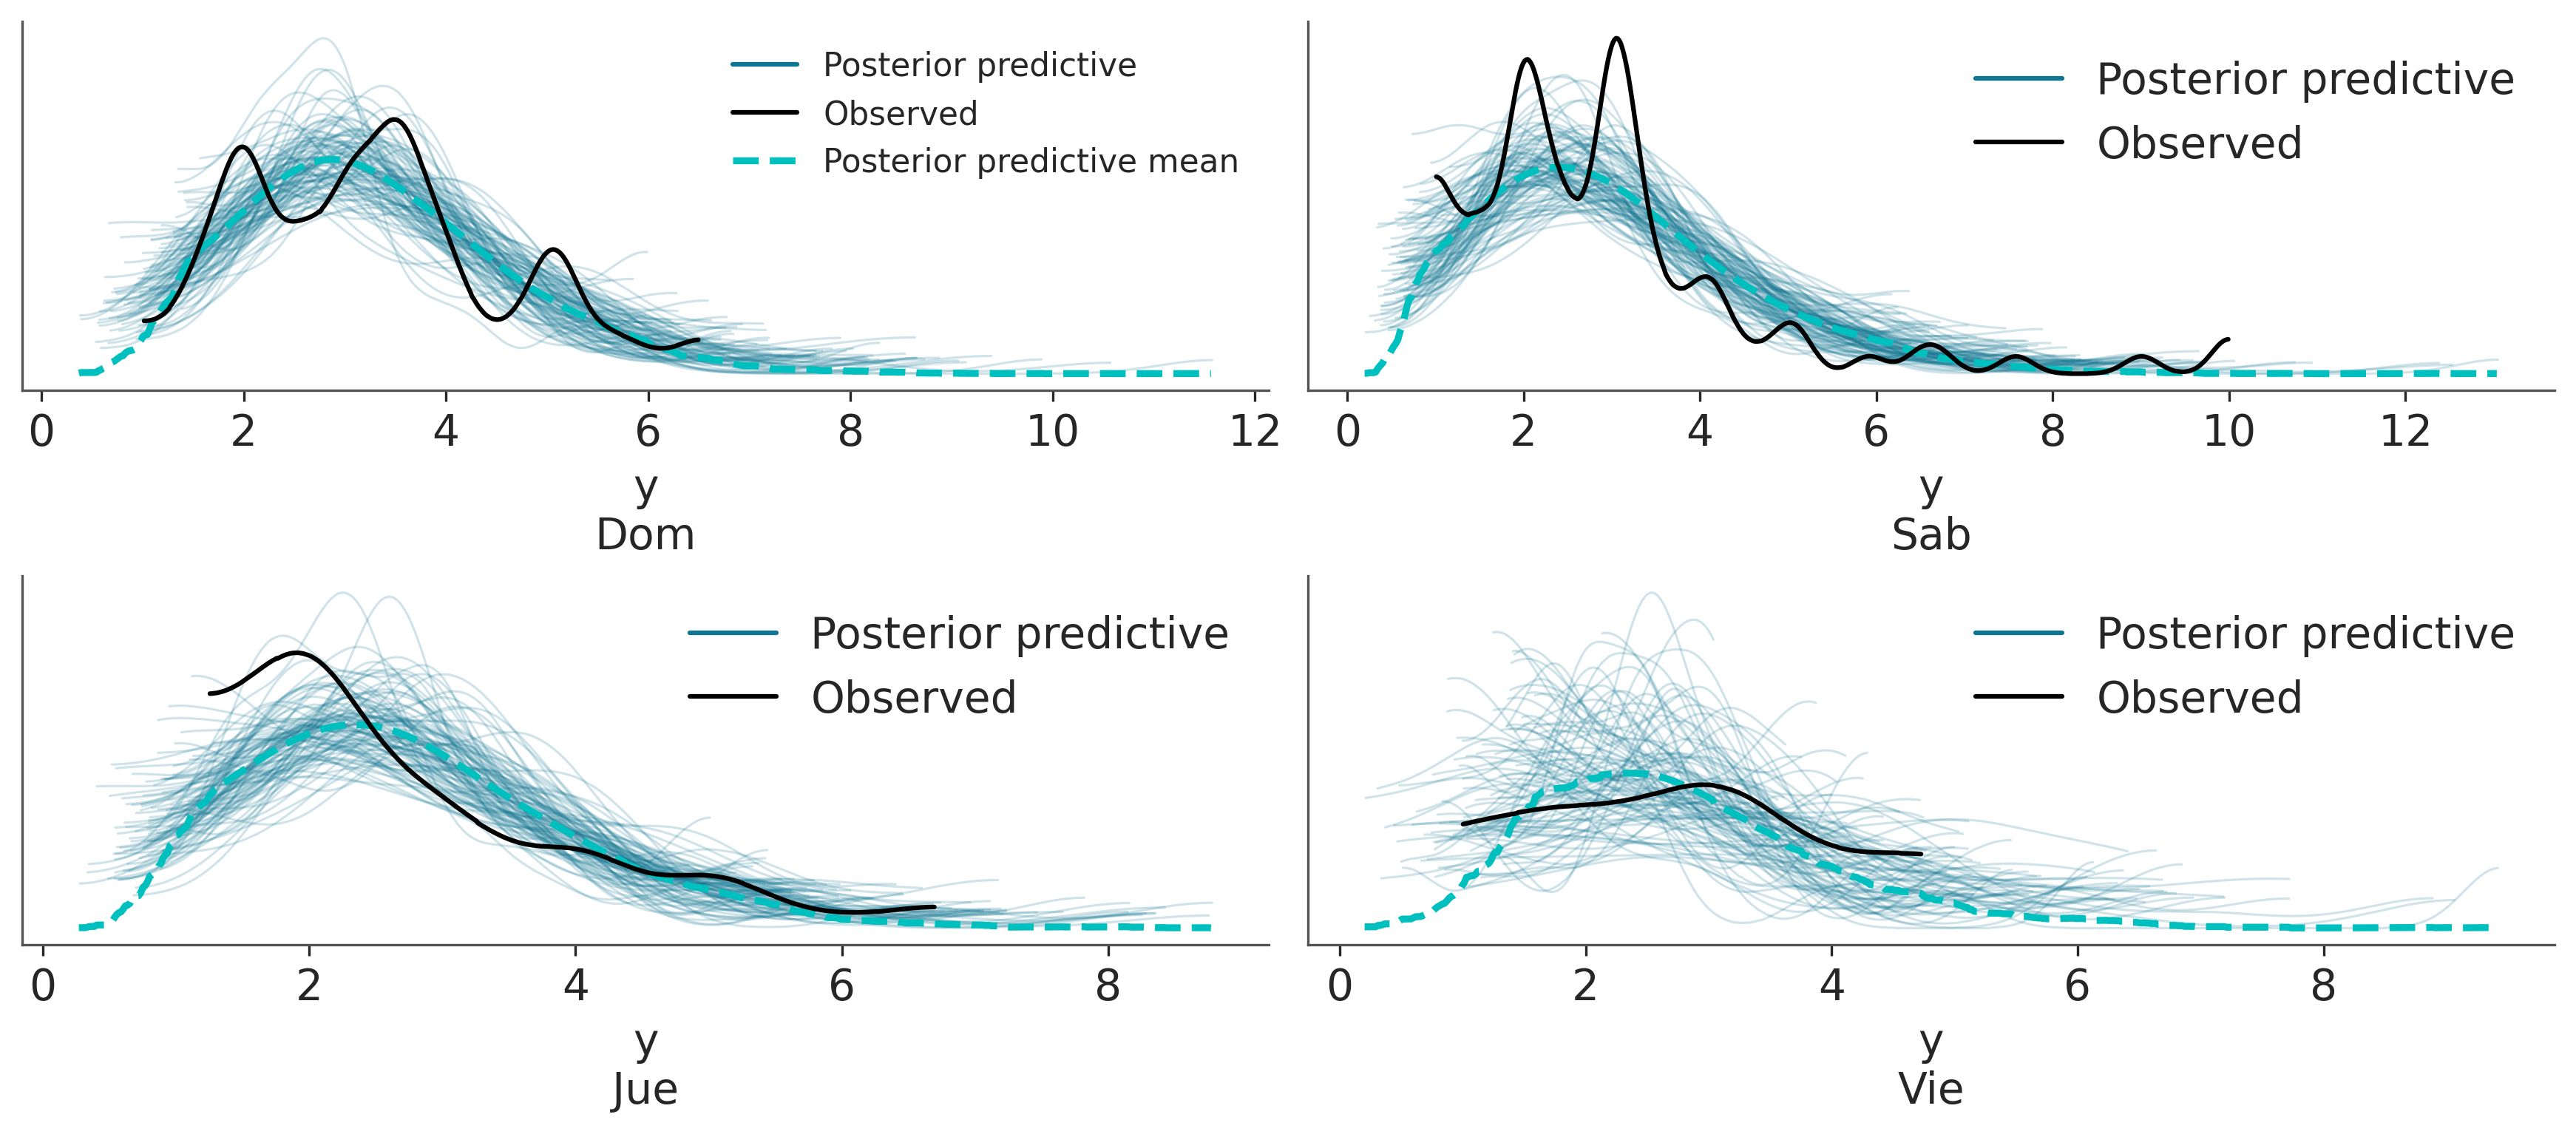 Posterior predictive
Observed
Posterior predictive mean
0 2 4 6 8 10 12
y
Dom
Posterior predictive
Observed
0 2 4 6 8 10 12
y
Sab
Posterior predictive
Observed
0 2 4 6 8
y
Jue
Posterior predictive
Observed
0 2 4 6 8
y
Vie